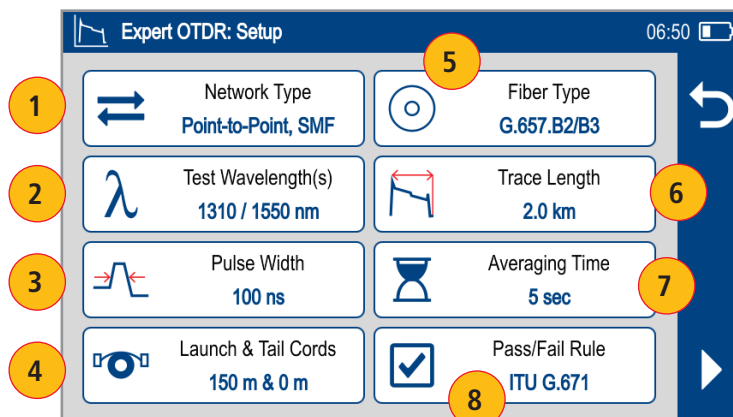 Expert OTDR: Setup
06:50
5
1
Network Type
Point-to-Point, SMF
Fiber Type
G.657.B2/B3
2
Test Wavelength(s)
1310 / 1550 nm
Trace Length
2.0 km
6
3
Pulse Width
100 ns
Averaging Time
5 sec
7
4
Launch & Tail Cords
150 m & 0 m
Pass/Fail Rule
ITU G.671
8